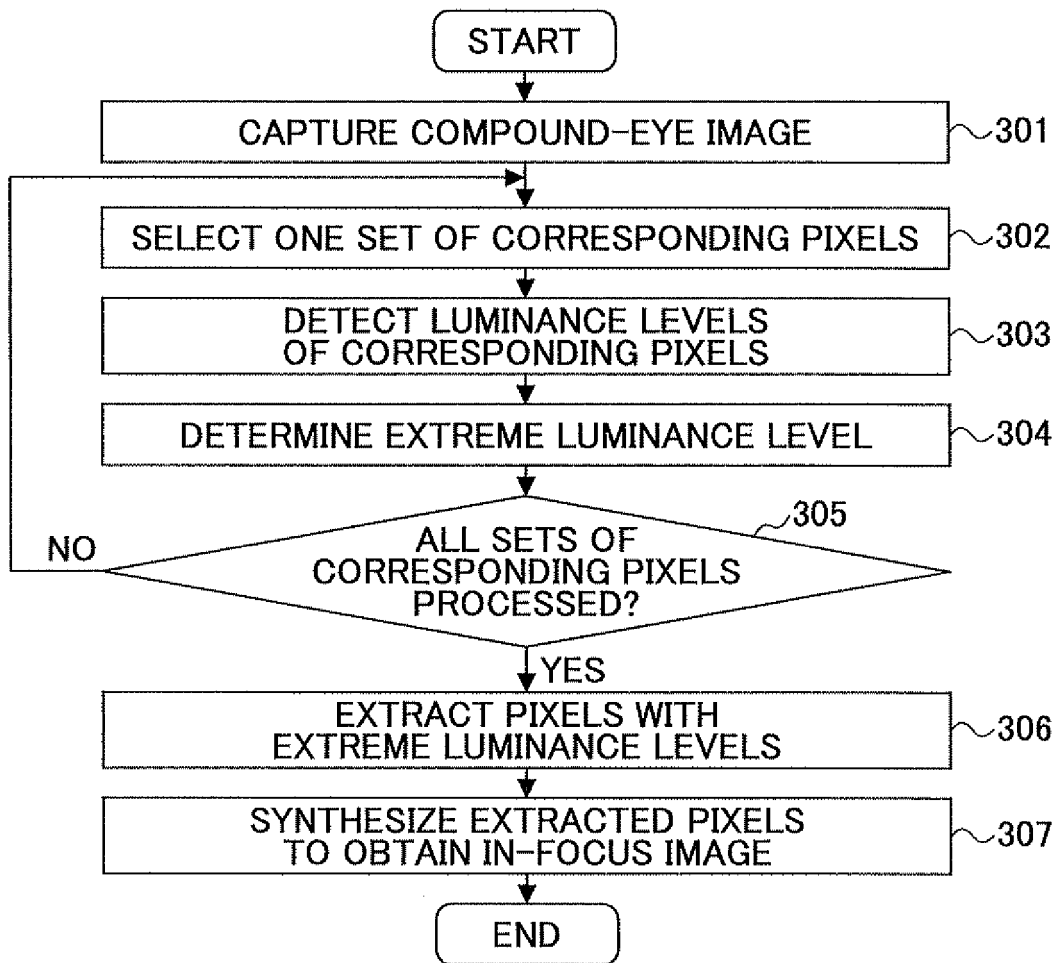 START
CAPTURE COMPOUND-EYE IMAGE
301
SELECT ONE SET OF CORRESPONDING PIXELS
302
DETECT LUMINANCE LEVELS
OF CORRESPONDING PIXELS
303
DETERMINE EXTREME LUMINANCE LEVEL
304
305
ALL SETS OF
CORRESPONDING PIXELS
PROCESSED?
NO
YES
EXTRACT PIXELS WITH
EXTREME LUMINANCE LEVELS
306
SYNTHESIZE EXTRACTED PIXELS
TO OBTAIN IN-FOCUS IMAGE
307
END